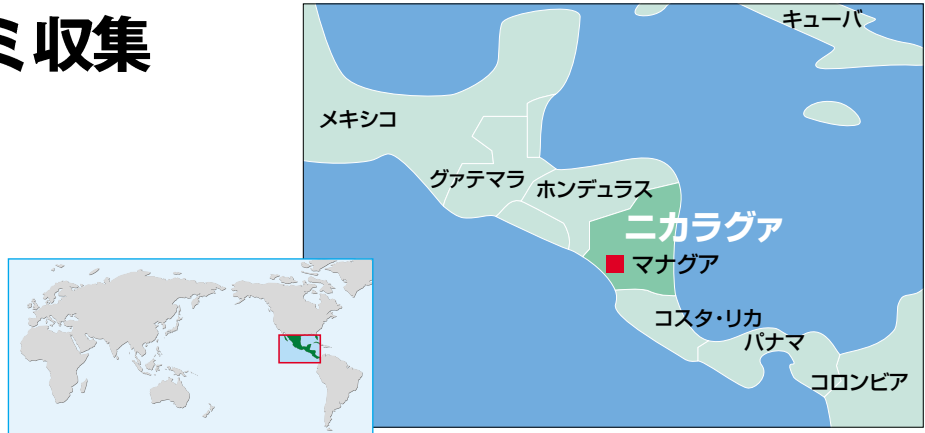 ミ収集
キューバ
メキシコ
グァテマラ
ホンデュラス
ニカラグァ
マナグア
コスタ・リカ
パナマ
コロンビア